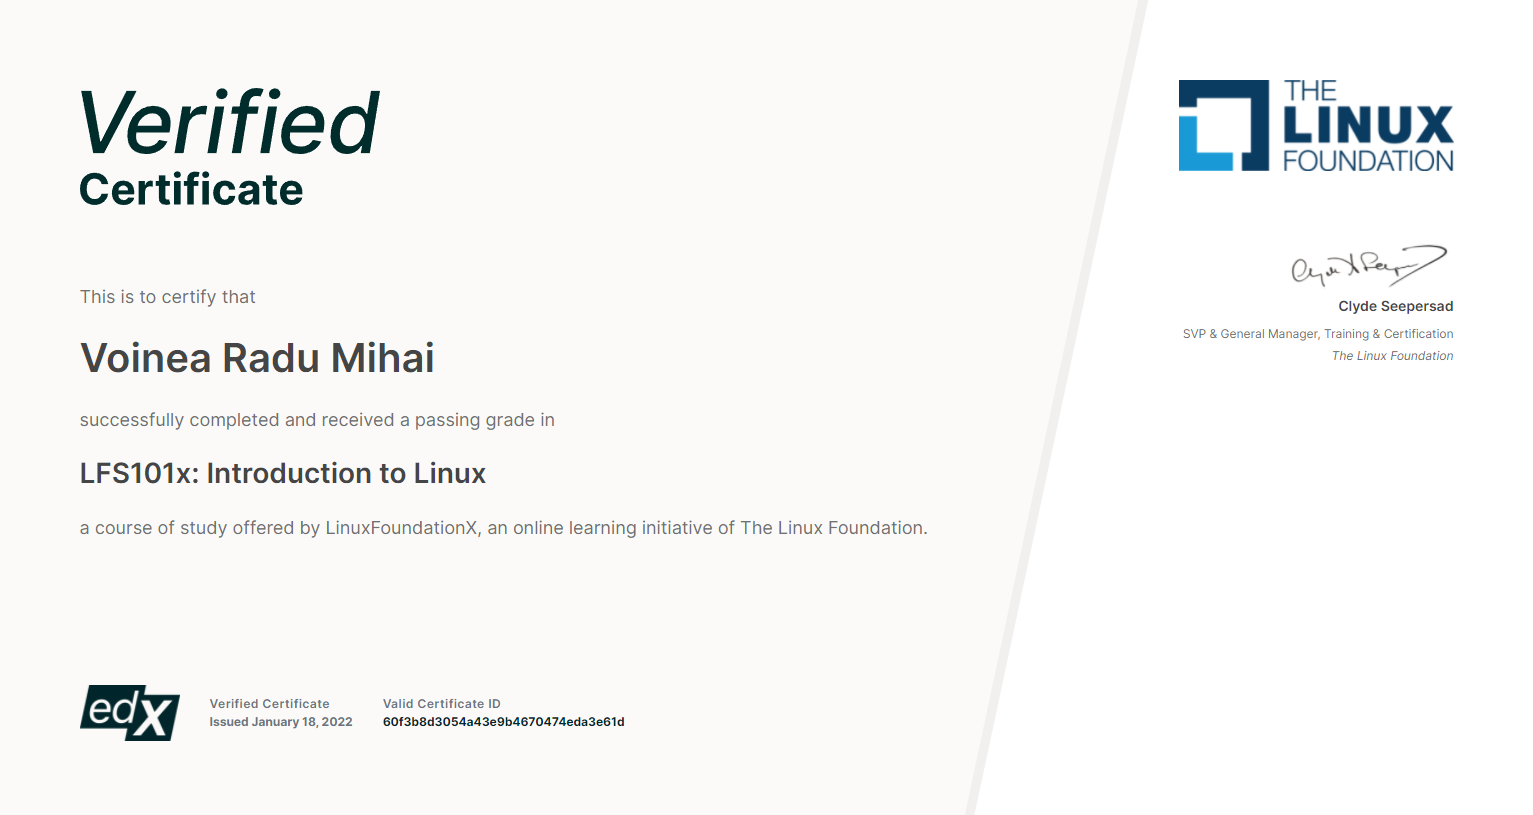 Verified
Certificate
This is to certify that
Voinea Radu Mihai
successfully completed and received a passing grade in
LFS101x: Introduction to Linux
a course of study offered by LinuxFoundationX, an online learning initiative of The Linux Foundation.
edX
Verified Certificate
Issued January 18, 2022
Valid Certificate ID
60f3b8d3054a43e9b4670474eda3e61d
THE
LINUX
FOUNDATION
Clyde Seepersad
SVP & General Manager, Training & Certification
The Linux Foundation